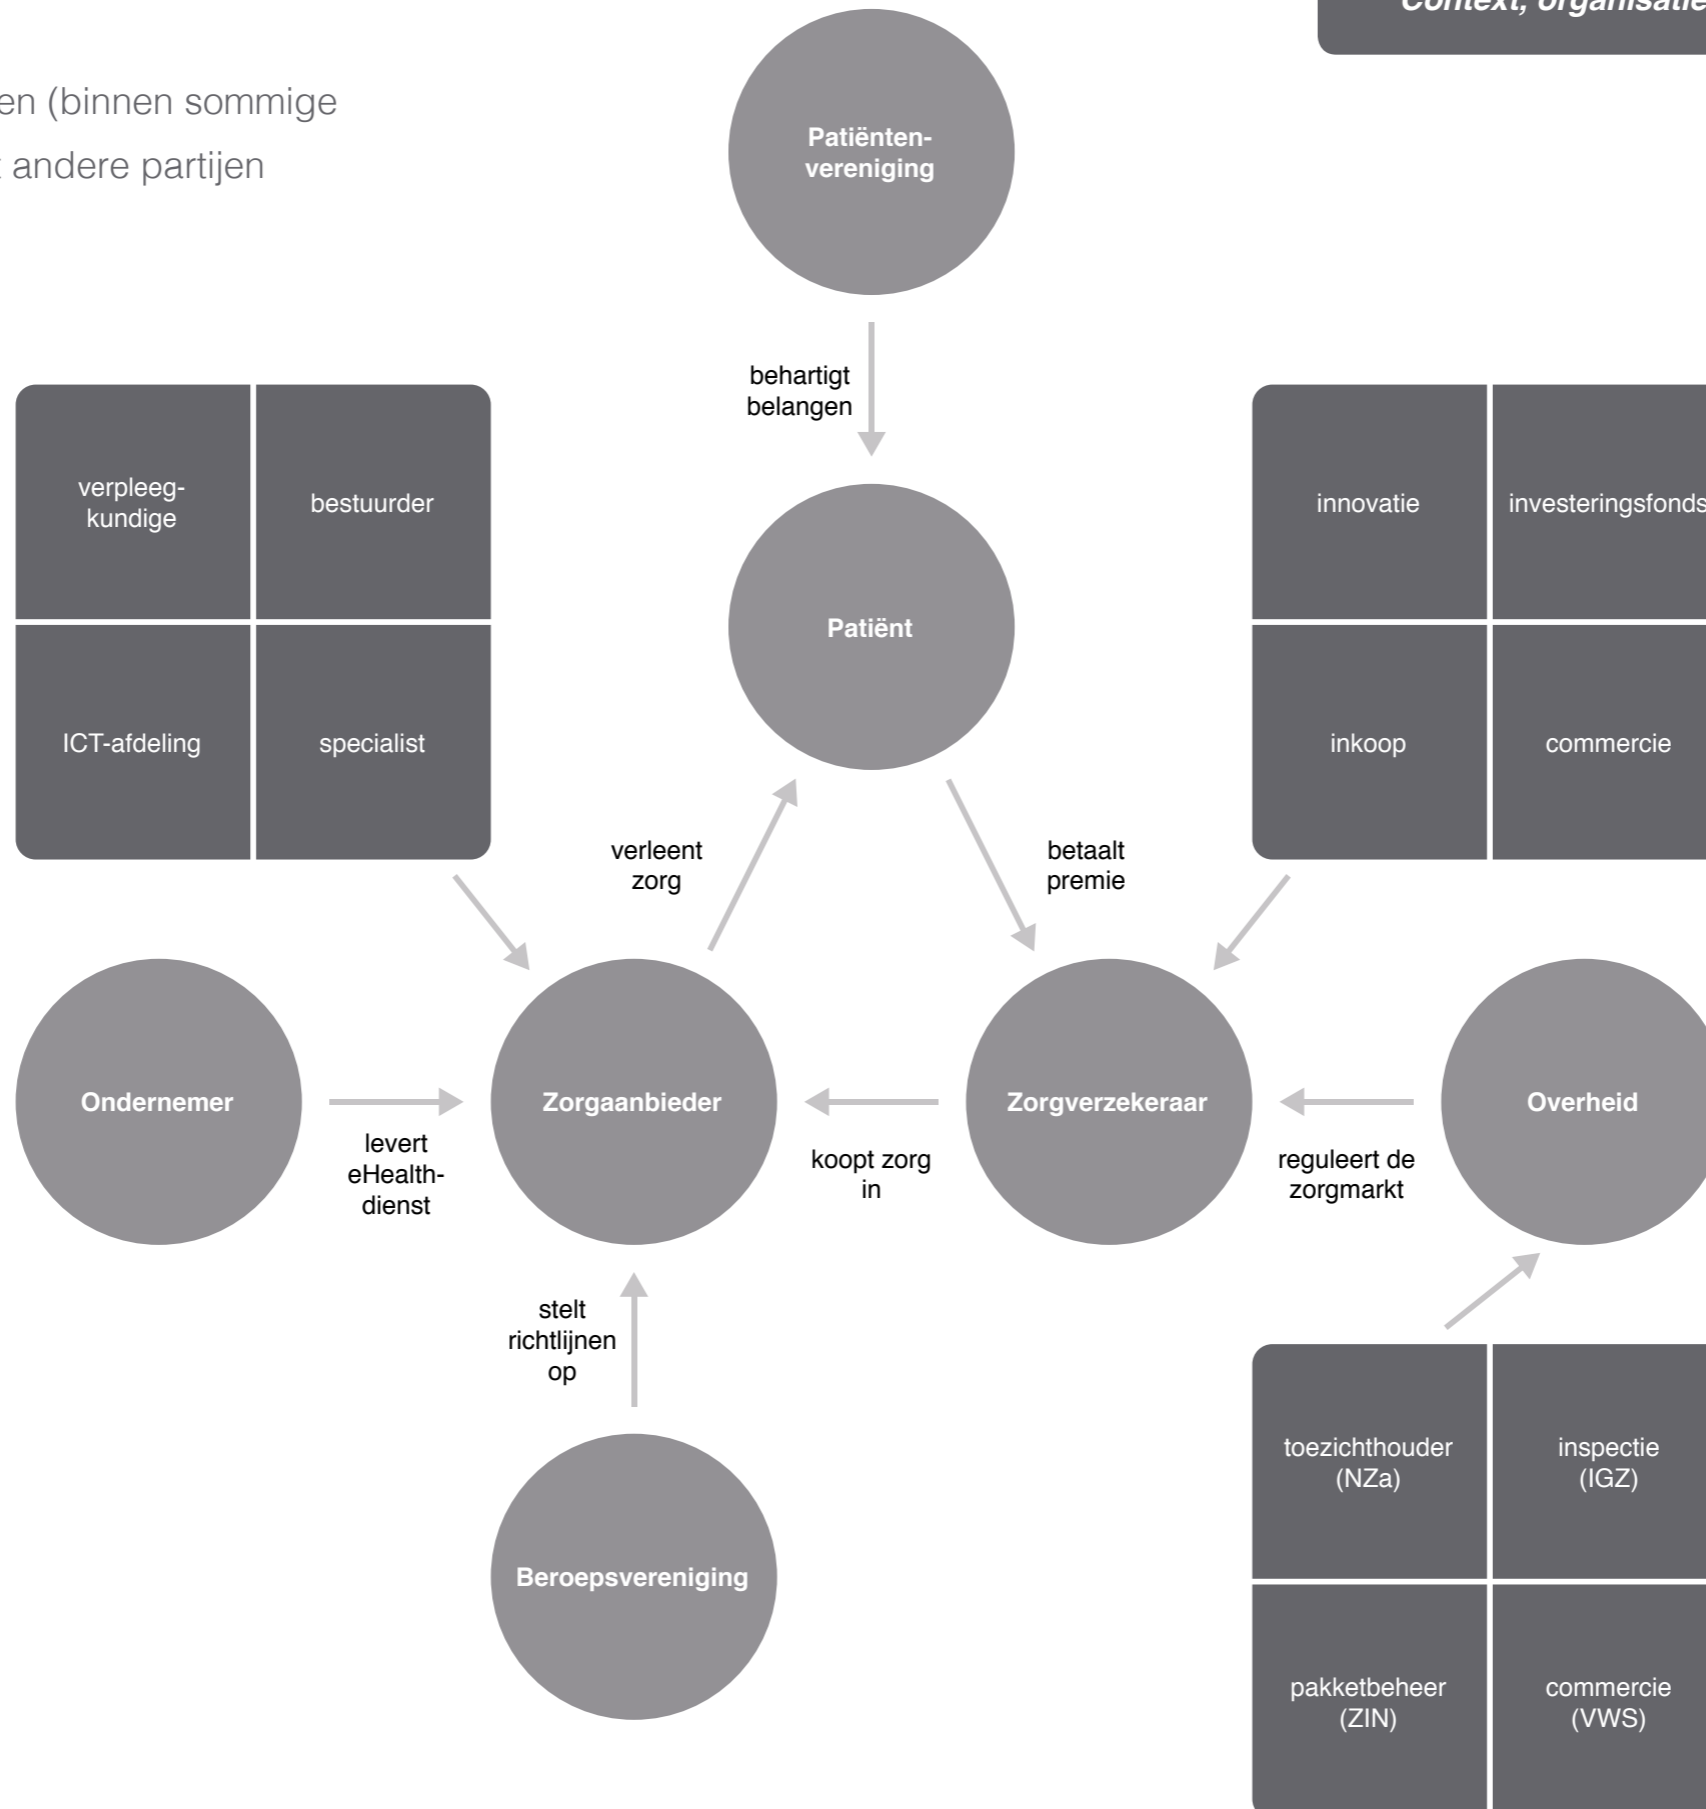 Context, organisatie
en (binnen sommige
andere partijen
Patiënten-
vereniging
behartigt
belangen
verpleeg-
kundige
bestuurder
ICT-afdeling
specialist
innovatie
investeringsfonds
inkoop
commercie
Patiënt
verleent
zorg
betaalt
premie
Ondernemer
levert
eHealth-
dienst
Zorgaanbieder
koopt zorg
in
Zorgverzekeraar
reguleert de
zorgmarkt
Overheid
stelt
richtlijnen
op
Beroepsvereniging
toezichthouder
(NZa)
inspectie
(IGZ)
pakketbeheer
(ZIN)
commercie
(VWS)